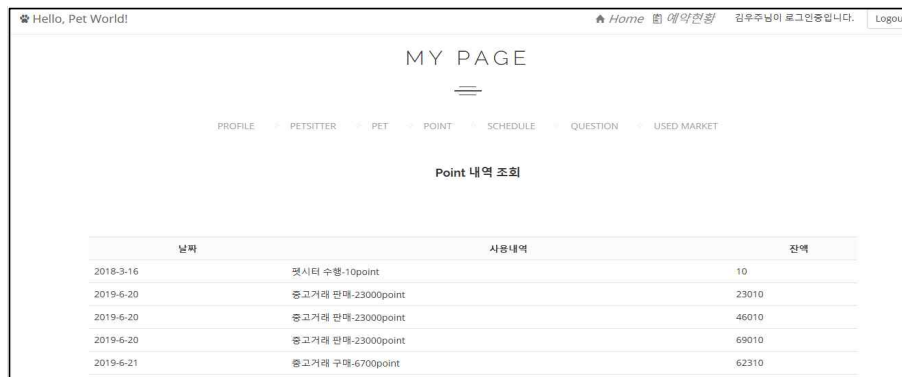 Hello, Pet World! Home 예약현황 김우주님이 로그인중입니다. Logou
MY PAGE
PROFILE PETSITTER PET POINT SCHEDULE QUESTION USED MARKET
Point 내역 조회
날짜 사용내역 잔액
2018-3-16 펫시터 수행-10point 10
2019-6-20 중고거래 판매-23000point 23010
2019-6-20 중고거래 판매-23000point 46010
2019-6-20 중고거래 판매-23000point 69010
2019-6-21 중고거래 구매-6700point 62310